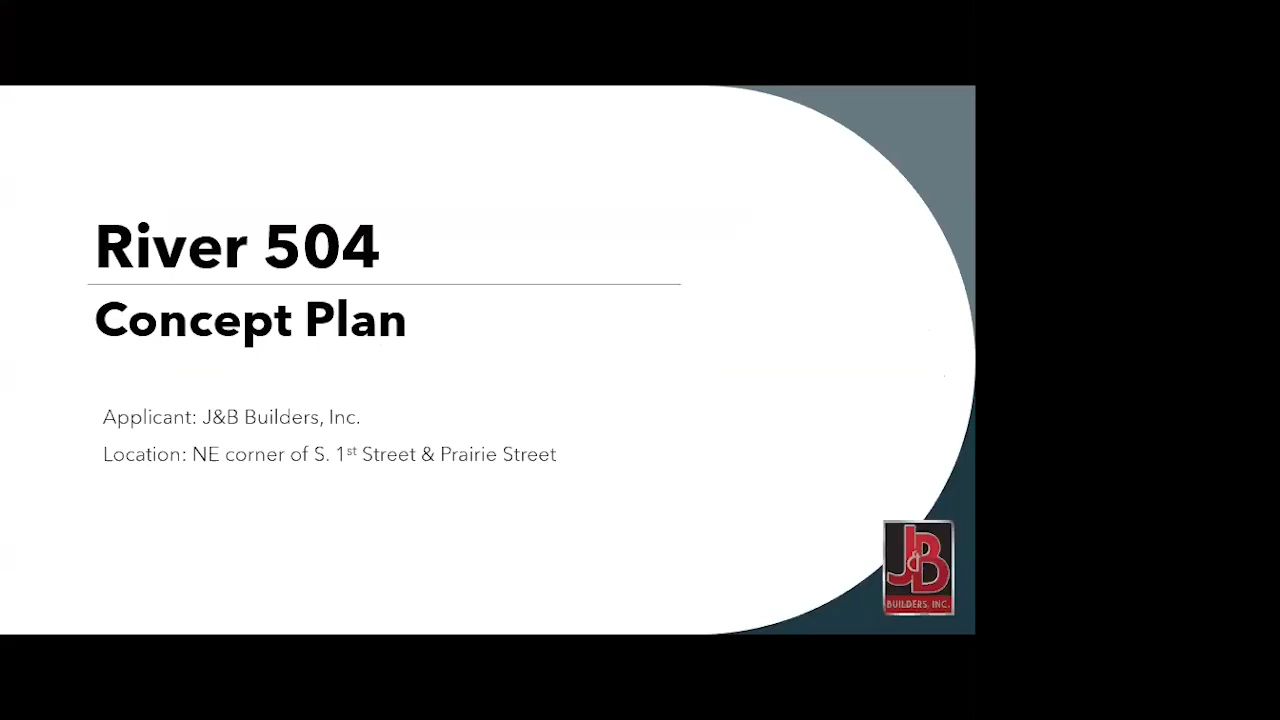 River 504
Concept Plan
Applicant: J&B Builders, Inc.
Location: NE corner of S. 1st Street & Prairie Street
J&B
BUILDERS, INC.